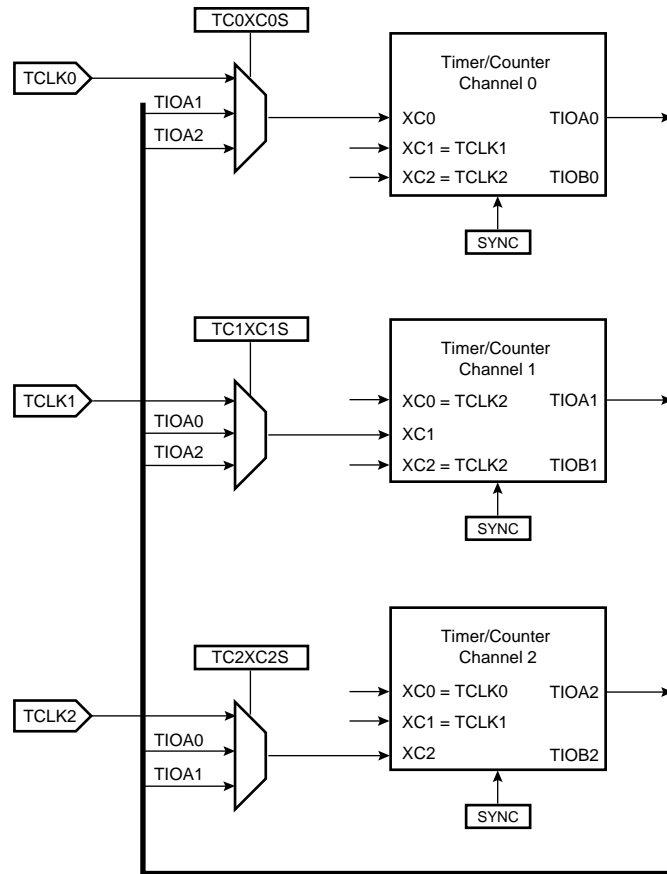 TC0XC0S
TCLK0
TIOA1
TIOA2
Timer/Counter
Channel 0
XC0
TIOA0
XC1 = TCLK1
XC2 = TCLK2
TIOB0
SYNC
TC1XC1S
TCLK1
TIOA0
TIOA2
Timer/Counter
Channel 1
XC0 = TCLK2
TIOA1
XC1
XC2 = TCLK2
TIOB1
SYNC
TC2XC2S
TCLK2
TIOA0
TIOA1
Timer/Counter
Channel 2
XC0 = TCLK0
TIOA2
XC1 = TCLK1
XC2
TIOB2
SYNC